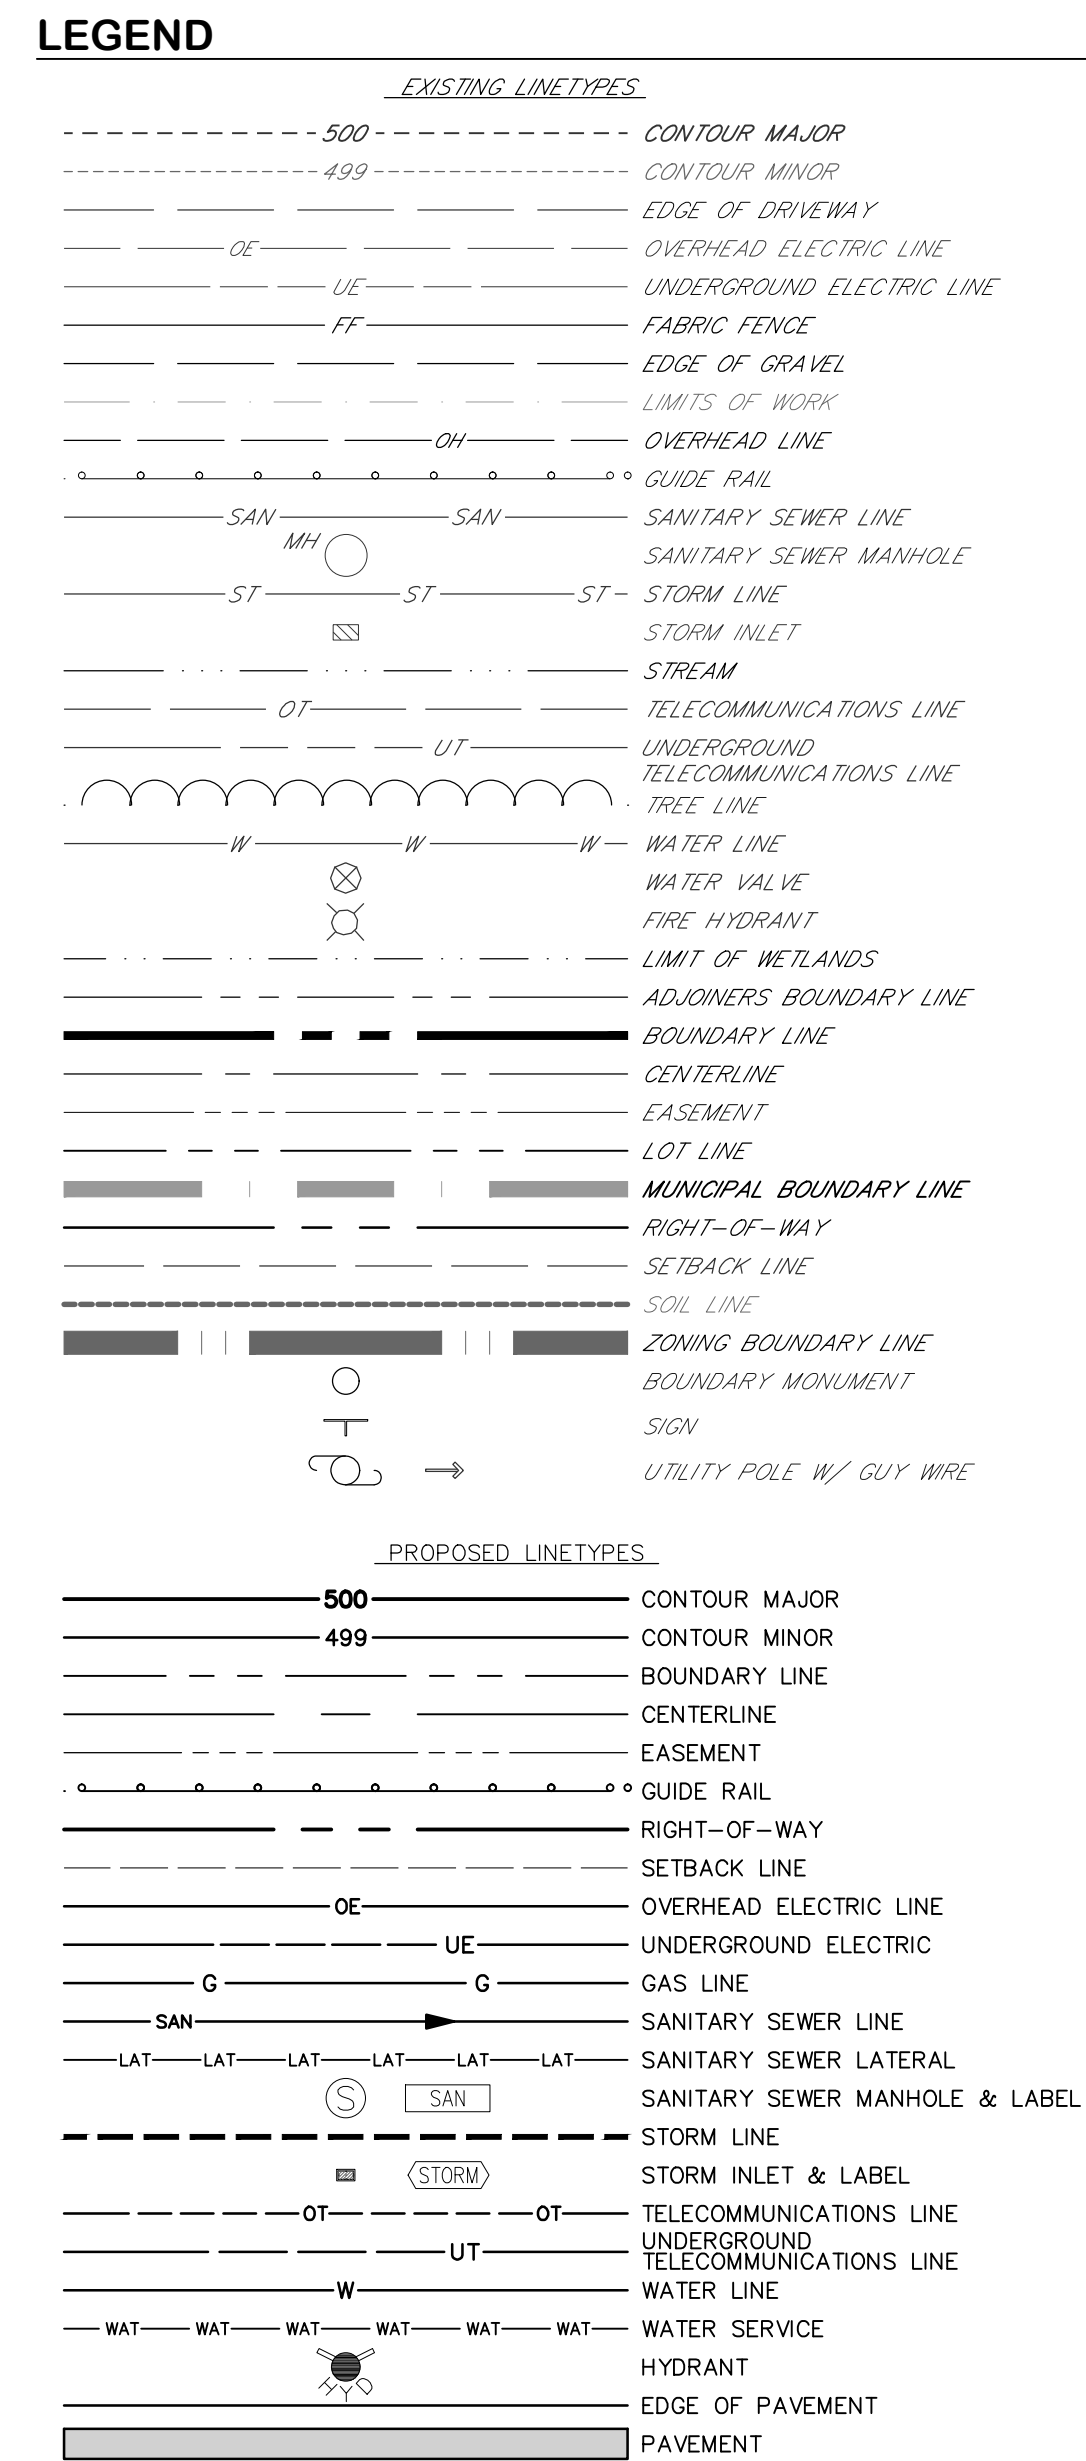 LEGEND
EXISTING LINETYPES
500 CONTOUR MAJOR
499 CONTOUR MINOR
EDGE OF DRIVEWAY
OE OVERHEAD ELECTRIC LINE
UE UNDERGROUND ELECTRIC LINE
FF FABRIC FENCE
EDGE OF GRAVEL
LIMITS OF WORK
OH OVERHEAD LINE
GUIDE RAIL
SAN SAN SANITARY SEWER LINE
MH SANITARY SEWER MANHOLE
ST ST ST STORM LINE
STORM INLET
STREAM
OT TELECOMMUNICATIONS LINE
UT UNDERGROUND
TELECOMMUNICATIONS LINE
TREE LINE
W W W WATER LINE
WATER VALVE
FIRE HYDRANT
LIMIT OF WETLANDS
ADJOINERS BOUNDARY LINE
BOUNDARY LINE
CENTERLINE
EASEMENT
LOT LINE
MUNICIPAL BOUNDARY LINE
RIGHT-OF-WAY
SETBACK LINE
SOIL LINE
ZONING BOUNDARY LINE
BOUNDARY MONUMENT
SIGN
UTILITY POLE W/ GUY WIRE
PROPOSED LINETYPES
500 CONTOUR MAJOR
499 CONTOUR MINOR
BOUNDARY LINE
CENTERLINE
EASEMENT
GUIDE RAIL
RIGHT-OF-WAY
SETBACK LINE
OE OVERHEAD ELECTRIC LINE
UE UNDERGROUND ELECTRIC
G G GAS LINE
SAN SANITARY SEWER LINE
LAT LAT LAT LAT LAT LAT SANITARY SEWER LATERAL
S SAN SANITARY SEWER MANHOLE & LABEL
STORM LINE
STORM STORM INLET & LABEL
OT OT TELECOMMUNICATIONS LINE
UNDERGROUND
UT TELECOMMUNICATIONS LINE
W WATER LINE
WAT WAT WAT WAT WAT WAT WATER SERVICE
HYD HYDRANT
EDGE OF PAVEMENT
PAVEMENT